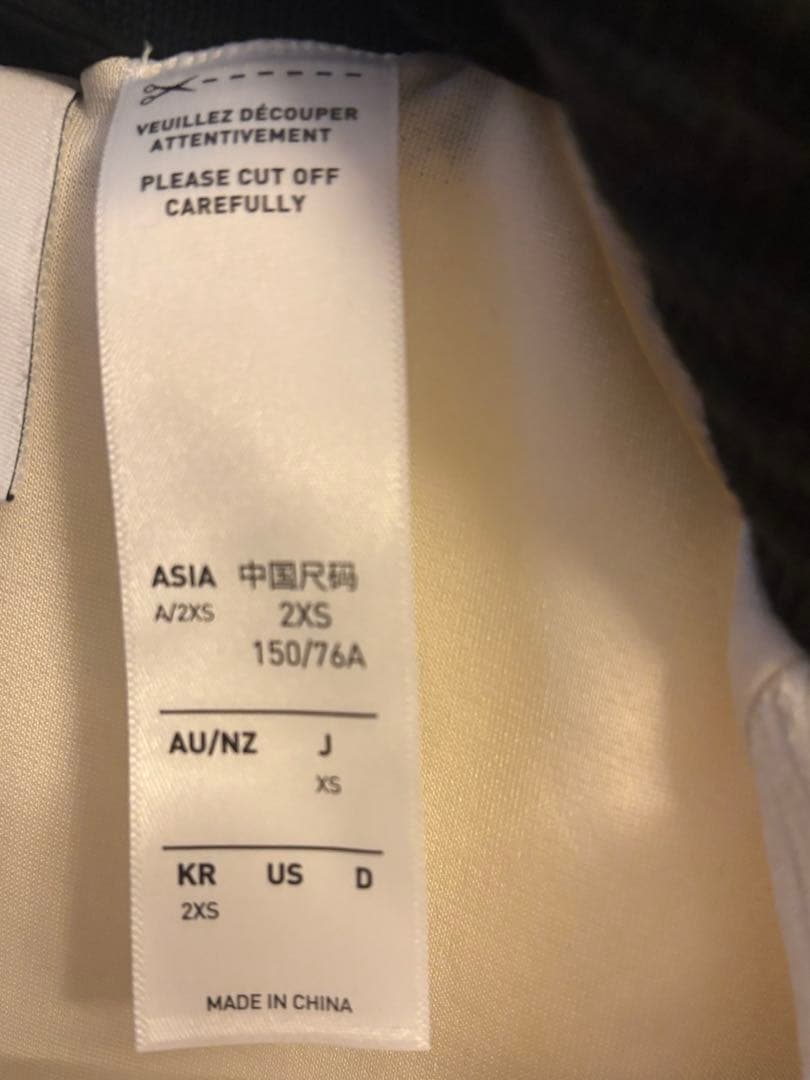 VEUILLEZ DÉCOUPER
ATTENTIVEMENT
PLEASE CUT OFF
CAREFULLY
ASIA 中国尺码
A/2XS 2XS
150/76A
AU/NZ J
XS
KR US D
2XS
MADE IN CHINA